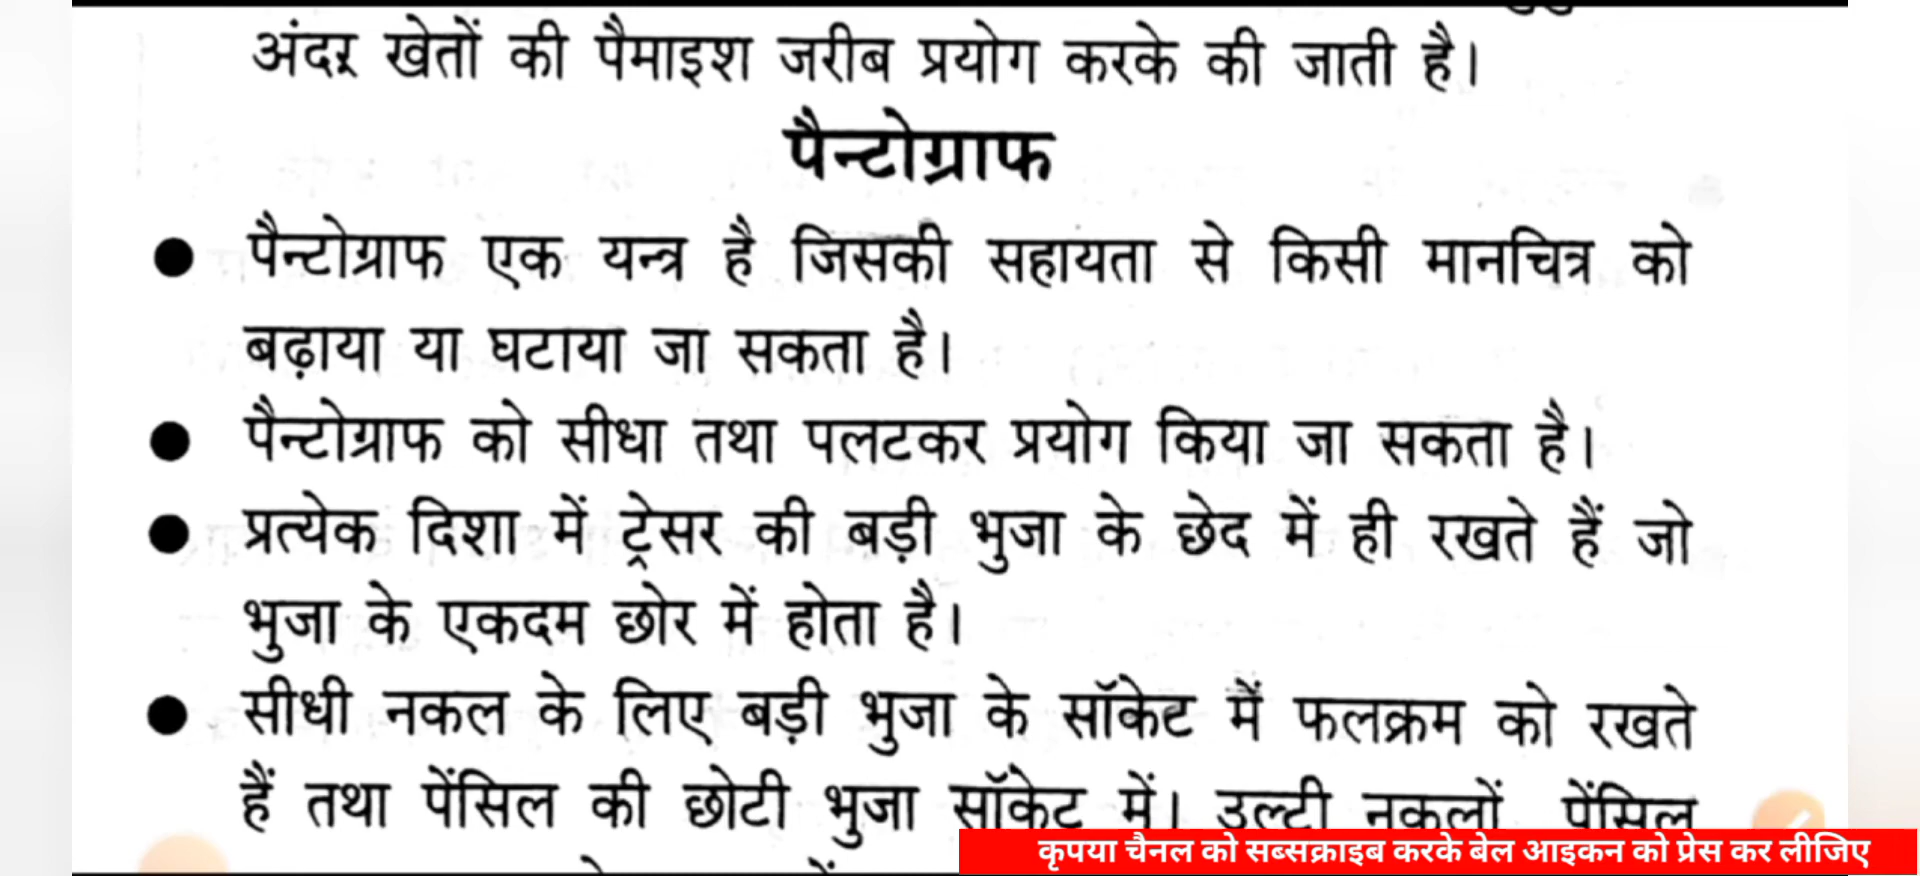 अंदर खेतों की पैमाइश जरीब प्रयोग करके की जाती है।
पैन्टोग्राफ
● पैन्टोग्राफ एक यन्त्र है जिसकी सहायता से किसी मानचित्र को
बढ़ाया या घटाया जा सकता है।
● पैन्टोग्राफ को सीधा तथा पलटकर प्रयोग किया जा सकता है।
● प्रत्येक दिशा में ट्रेसर की बड़ी भुजा के छेद में ही रखते हैं जो
भुजा के एकदम छोर में होता है।
● सीधी नकल के लिए बड़ी भुजा के सॉकेट में फलक्रम को रखते
हैं तथा पेंसिल की छोटी भुजा सॉकेट में। उल्टी नकलों पेंसिल
कृपया चैनल को सब्सक्राइब करके बेल आइकन को प्रेस कर लीजिए